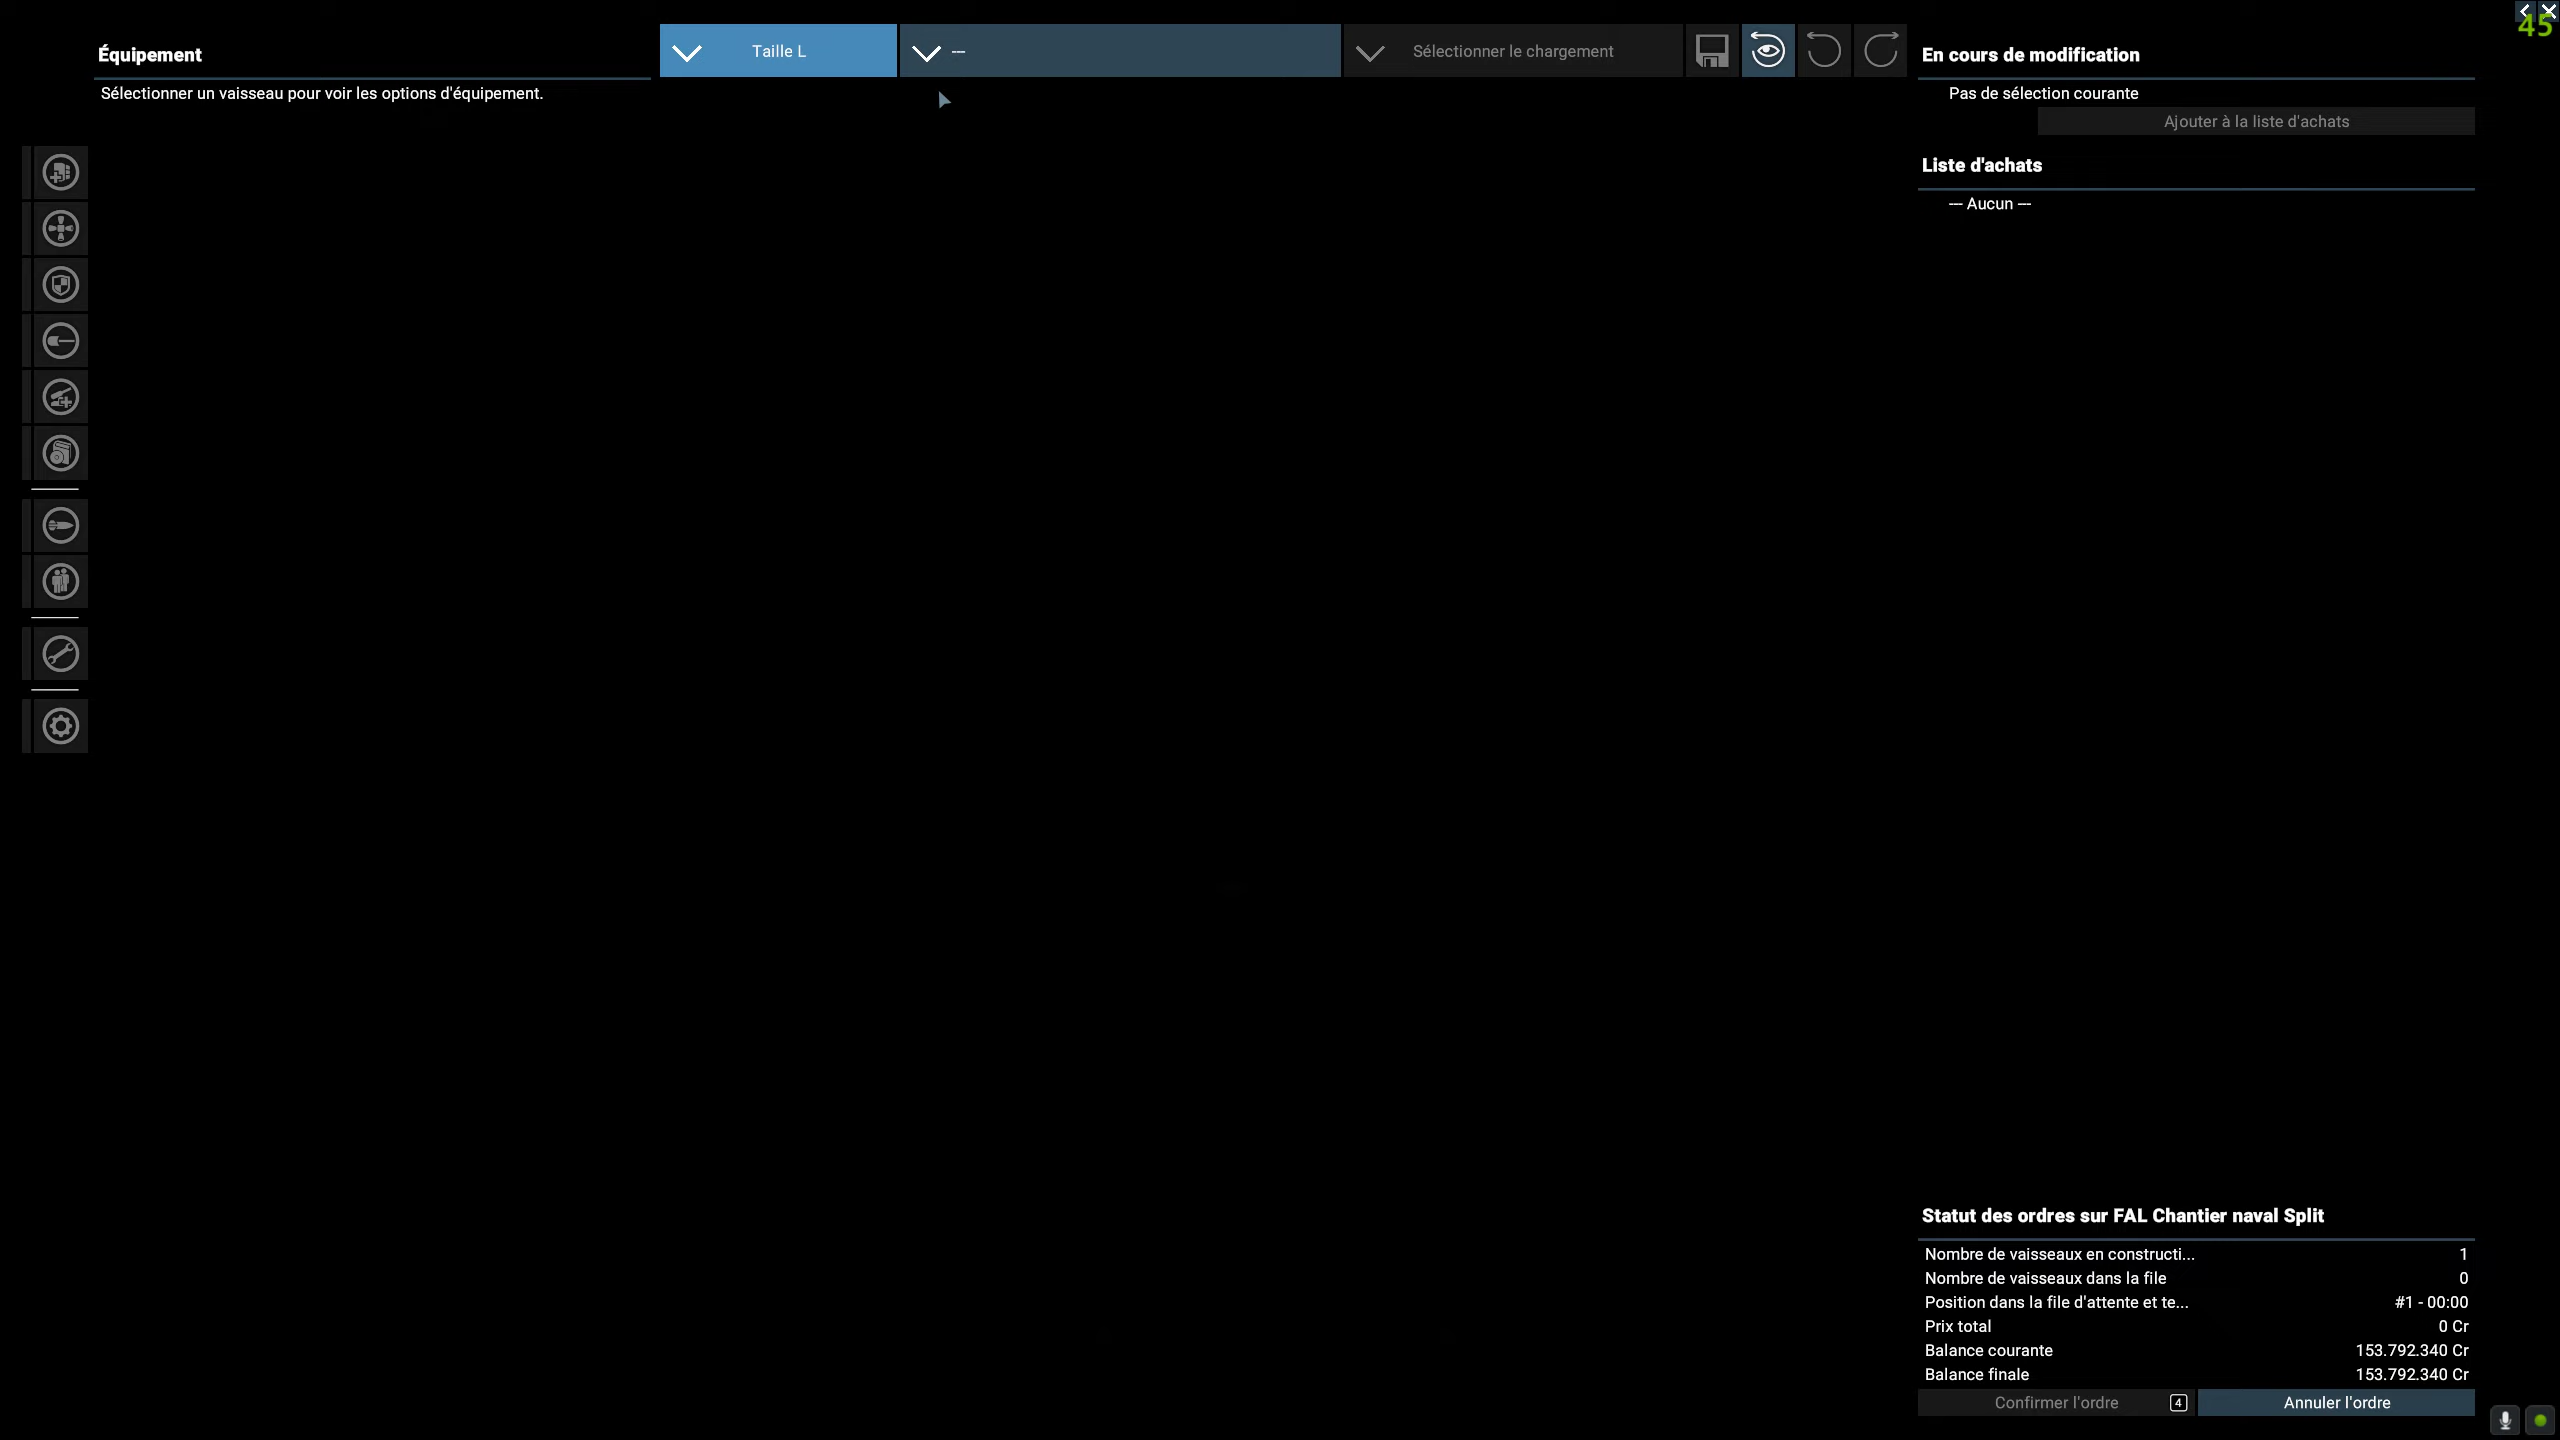 45
Équipement
Sélectionner un vaisseau pour voir les options d'équipement.
Taille L
---
Sélectionner le chargement
En cours de modification
Pas de sélection courante
Ajouter à la liste d'achats
Liste d'achats
--- Aucun ---
Statut des ordres sur FAL Chantier naval Split
Nombre de vaisseaux en constructi... 1
Nombre de vaisseaux dans la file 0
Position dans la file d'attente et te... #1 - 00:00
Prix total 0 Cr
Balance courante 153.792.340 Cr
Balance finale 153.792.340 Cr
Confirmer l'ordre 4
Annuler l'ordre